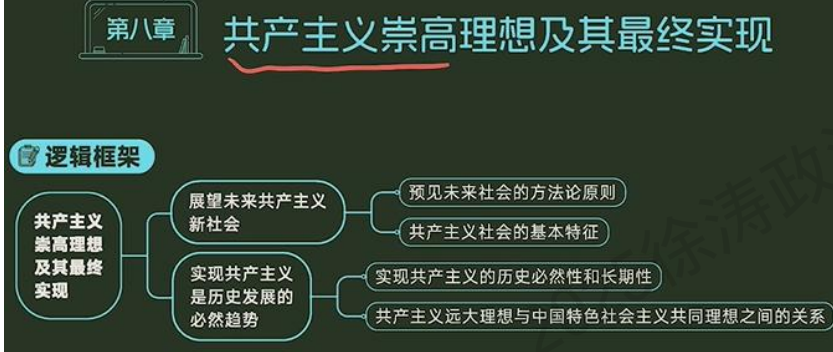 第八章
共产主义崇高理想及其最终实现
逻辑框架
共产主义
崇高理想
及其最终
实现
展望未来共产主义
新社会
预见未来社会的方法论原则
共产主义社会的基本特征
实现共产主义
是历史发展的
必然趋势
实现共产主义的历史必然性和长期性
共产主义远大理想与中国特色社会主义共同理想之间的关系